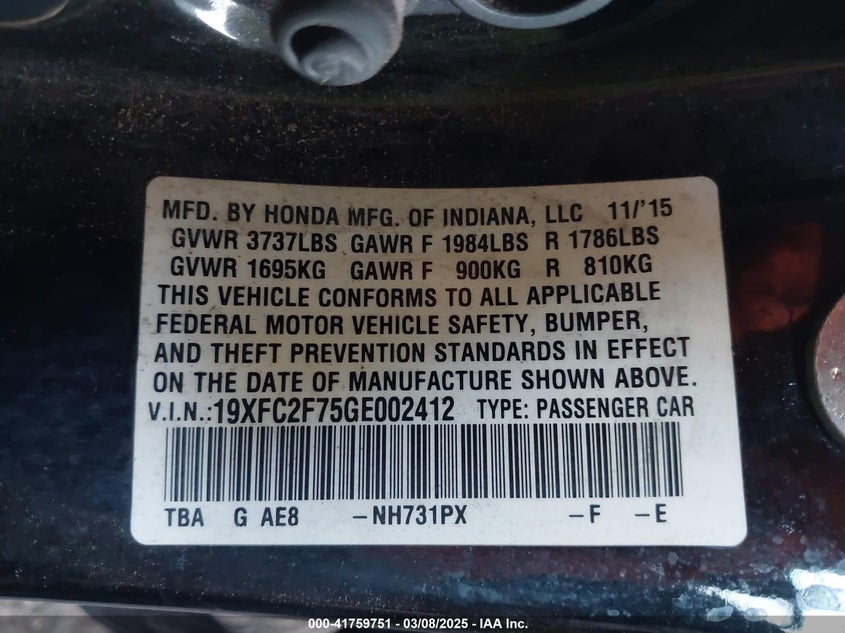 MFD. BY HONDA MFG. OF INDIANA, LLC 11/'15
GVWR 3737LBS GAWR F 1984LBS R 1786LBS
GVWR 1695KG GAWR F 900KG R 810KG
THIS VEHICLE CONFORMS TO ALL APPLICABLE
FEDERAL MOTOR VEHICLE SAFETY, BUMPER,
AND THEFT PREVENTION STANDARDS IN EFFECT
ON THE DATE OF MANUFACTURE SHOWN ABOVE.
V.I.N.:19XFC2F75GE002412 TYPE: PASSENGER CAR
TBA G AE8 -NH731PX -F -E
000-41759751 — 03/08/2025 — IAA Inc.